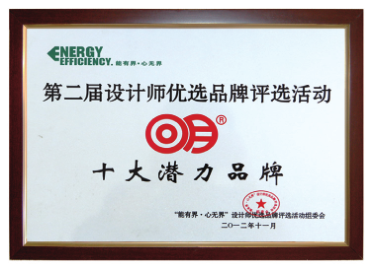 ENERGY
EFFICIENCY. 能有界·心无界
第二届设计师优选品牌评选活动
®
十大潜力品牌
“能有界·心无界”设计师优选品牌评选活动组委会
二〇一二年十一月